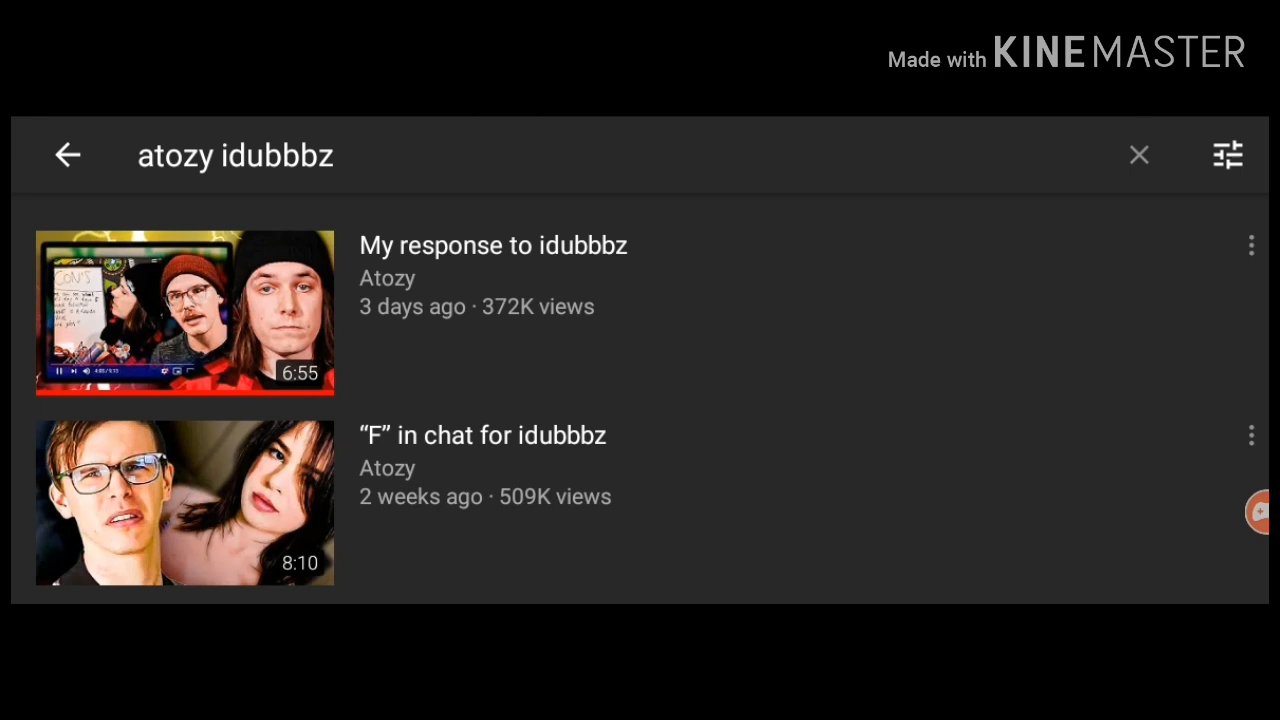 Made with KINEMASTER
atozy idubbbz
My response to idubbbz
Atozy
3 days ago · 372K views
CON'S
6:55
“F” in chat for idubbbz
Atozy
2 weeks ago · 509K views
8:10